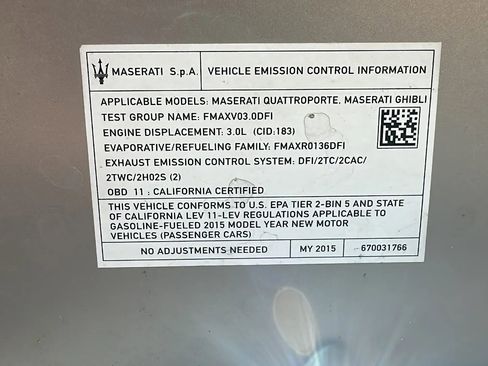 MASERATI S.p.A. VEHICLE EMISSION CONTROL INFORMATION
APPLICABLE MODELS: MASERATI QUATTROPORTE, MASERATI GHIBLI
TEST GROUP NAME: FMAXV03.0DFI
ENGINE DISPLACEMENT: 3.0L (CID:183)
EVAPORATIVE/REFUELING FAMILY: FMAXR0136DFI
EXHAUST EMISSION CONTROL SYSTEM: DFI/2TC/2CAC/
2TWC/2H02S (2)
OBD 11 : CALIFORNIA CERTIFIED
THIS VEHICLE CONFORMS TO U.S. EPA TIER 2-BIN 5 AND STATE
OF CALIFORNIA LEV 11-LEV REGULATIONS APPLICABLE TO
GASOLINE-FUELED 2015 MODEL YEAR NEW MOTOR
VEHICLES (PASSENGER CARS)
NO ADJUSTMENTS NEEDED MY 2015 670031766